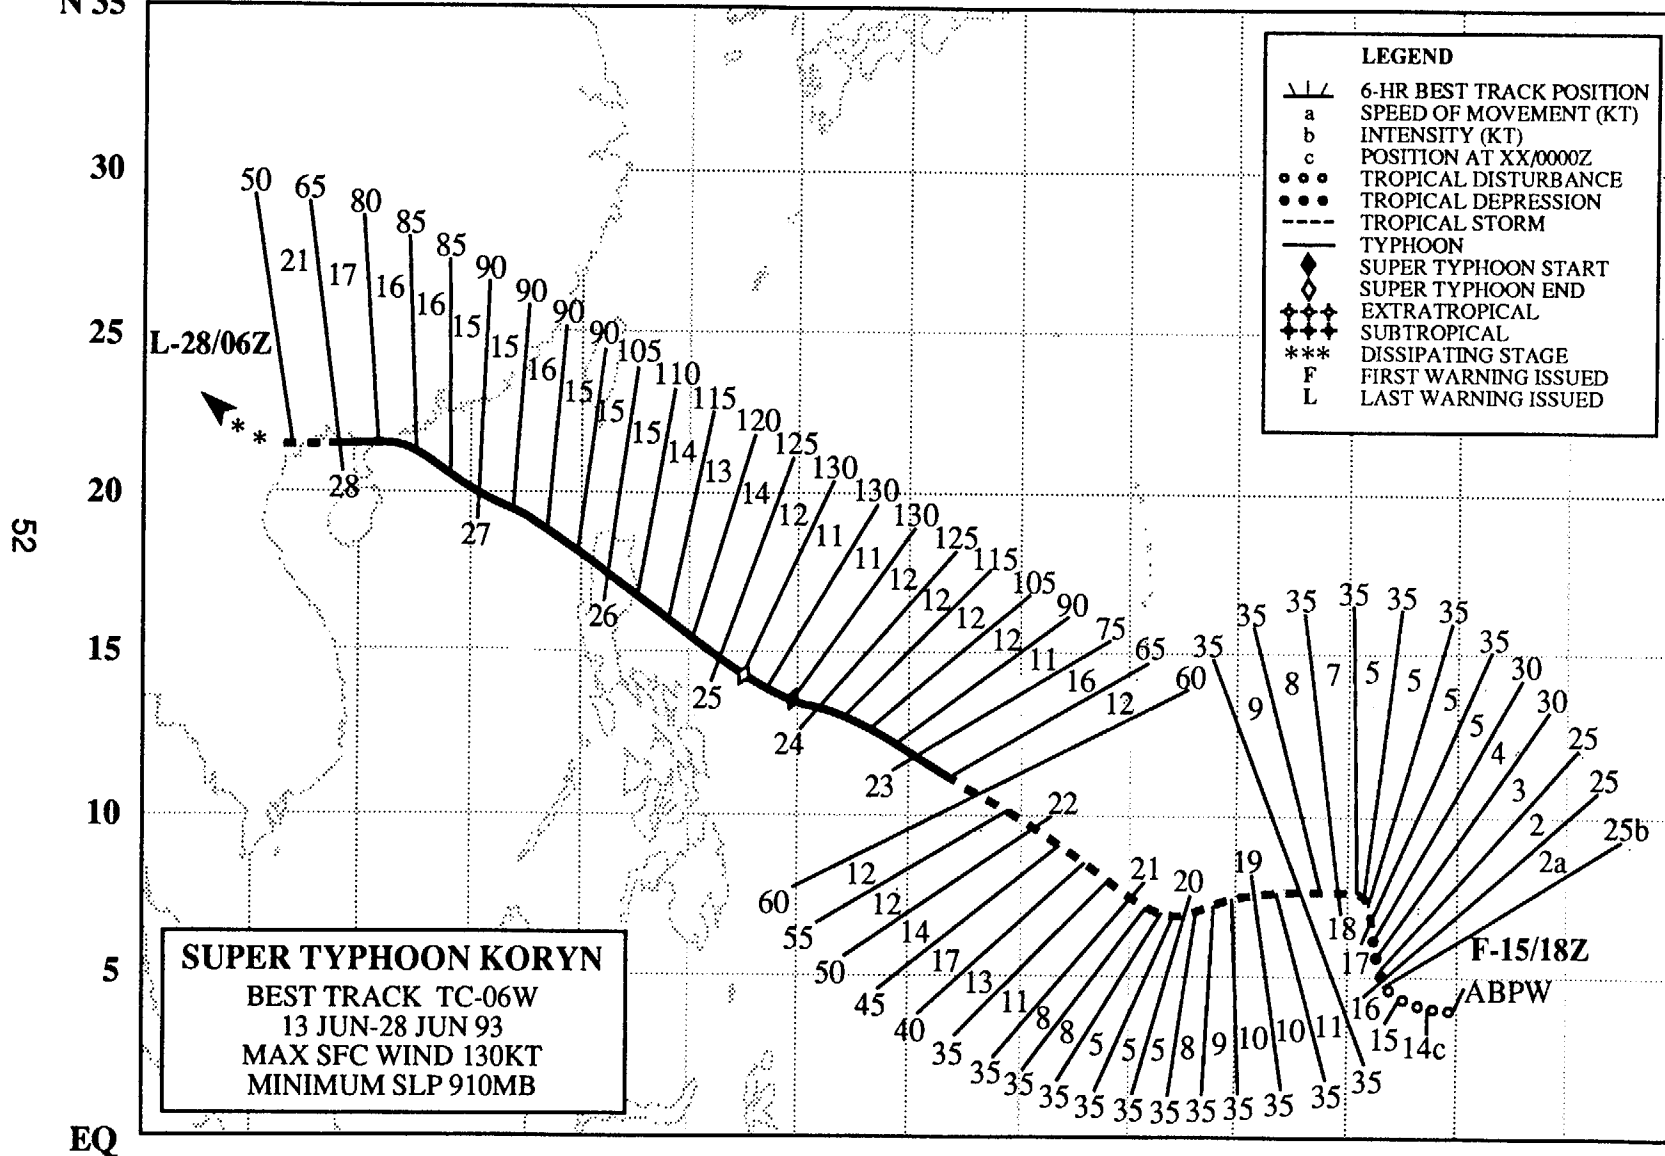 N 35
30
25
20
15
10
5
EQ
52
LEGEND
6-HR BEST TRACK POSITION
a SPEED OF MOVEMENT (KT)
b INTENSITY (KT)
c POSITION AT XX/0000Z
TROPICAL DISTURBANCE
TROPICAL DEPRESSION
TROPICAL STORM
TYPHOON
SUPER TYPHOON START
SUPER TYPHOON END
EXTRATROPICAL
SUBTROPICAL
*** DISSIPATING STAGE
F FIRST WARNING ISSUED
L LAST WARNING ISSUED
L-28/06Z
50 65 80 85 85 90 90 90 90 105 110 115 120 125 130 130 130 125 115 105 90 75 65 60
21 17 16 16 15 15 16 15 15 15 14 13 14 12 11 11 12 12 12 12 11 16 12
35 35 35 35 35 35 35 30 30 25 25 25b
9 8 7 5 5 5 5 4 3 2 2a
28 27 26 25 24 23 22 21 20 19 18 17 16 15 14c
60 55 50 45 40 35 35 35 35 35 35 35 35 35 35 35 35
12 12 14 17 13 11 8 8 5 5 5 8 9 10 10 11
F-15/18Z
ABPW
SUPER TYPHOON KORYN
BEST TRACK TC-06W
13 JUN-28 JUN 93
MAX SFC WIND 130KT
MINIMUM SLP 910MB